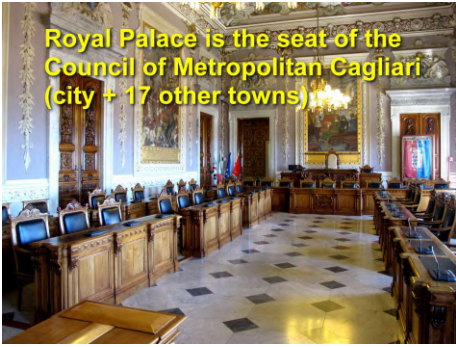 Royal Palace is the seat of the
Council of Metropolitan Cagliari
(city + 17 other towns)